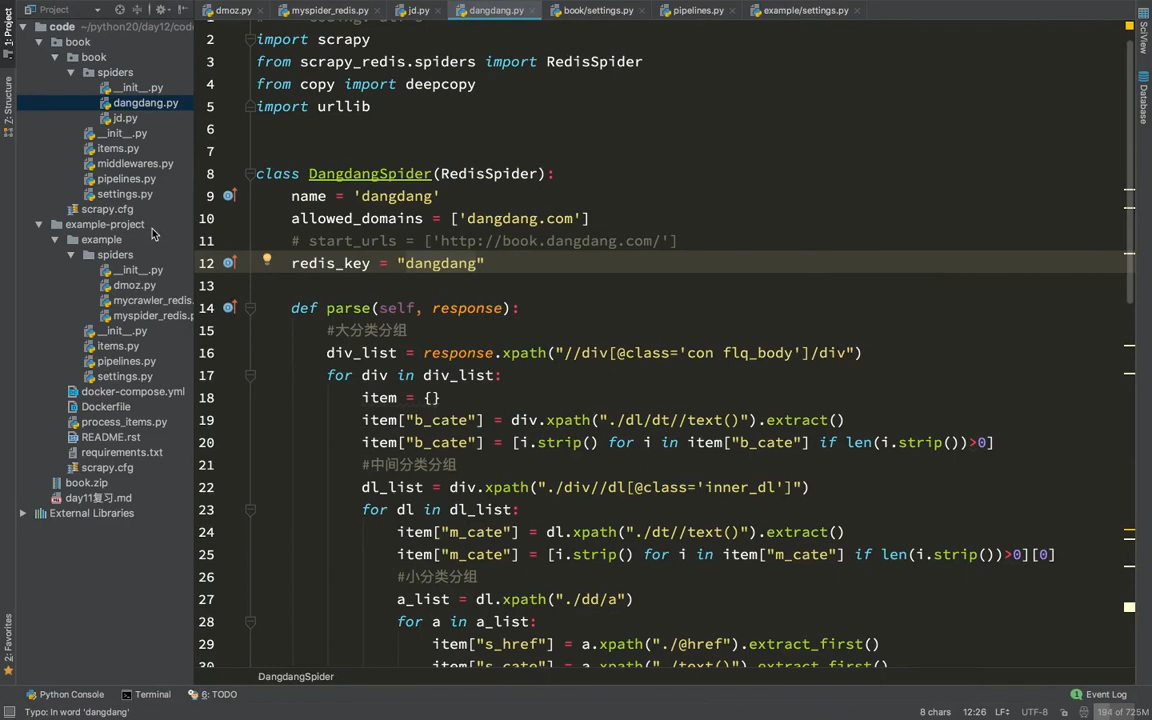 Project
dmoz.py
myspider_redis.py
jd.py
dangdang.py
book/settings.py
pipelines.py
example/settings.py
1: Project
Z: Structure
2: Favorites
SciView
Database
code ~/python20/day12/code
book
book
spiders
__init__.py
dangdang.py
jd.py
__init__.py
items.py
middlewares.py
pipelines.py
settings.py
scrapy.cfg
example-project
example
spiders
__init__.py
dmoz.py
mycrawler_redis.
myspider_redis.p
__init__.py
items.py
pipelines.py
settings.py
docker-compose.yml
Dockerfile
process_items.py
README.rst
requirements.txt
scrapy.cfg
book.zip
day11复习.md
External Libraries
2 import scrapy
3 from scrapy_redis.spiders import RedisSpider
4 from copy import deepcopy
5 import urllib
6
7
8 class DangdangSpider(RedisSpider):
9 name = 'dangdang'
10 allowed_domains = ['dangdang.com']
11 # start_urls = ['http://book.dangdang.com/']
12 redis_key = "dangdang"
13
14 def parse(self, response):
15 #大分类分组
16 div_list = response.xpath("//div[@class='con flq_body']/div")
17 for div in div_list:
18 item = {}
19 item["b_cate"] = div.xpath("./dl/dt//text()").extract()
20 item["b_cate"] = [i.strip() for i in item["b_cate"] if len(i.strip())>0]
21 #中间分类分组
22 dl_list = div.xpath("./div//dl[@class='inner_dl']")
23 for dl in dl_list:
24 item["m_cate"] = dl.xpath("./dt//text()").extract()
25 item["m_cate"] = [i.strip() for i in item["m_cate"] if len(i.strip())>0][0]
26 #小分类分组
27 a_list = dl.xpath("./dd/a")
28 for a in a_list:
29 item["s_href"] = a.xpath("./@href").extract_first()
30 item["s_cate"] = a.xpath("./text()").extract_first()
DangdangSpider
Python Console
Terminal
6: TODO
Event Log
Typo: In word 'dangdang'
8 chars
12:26
LF
UTF-8
194 of 725M